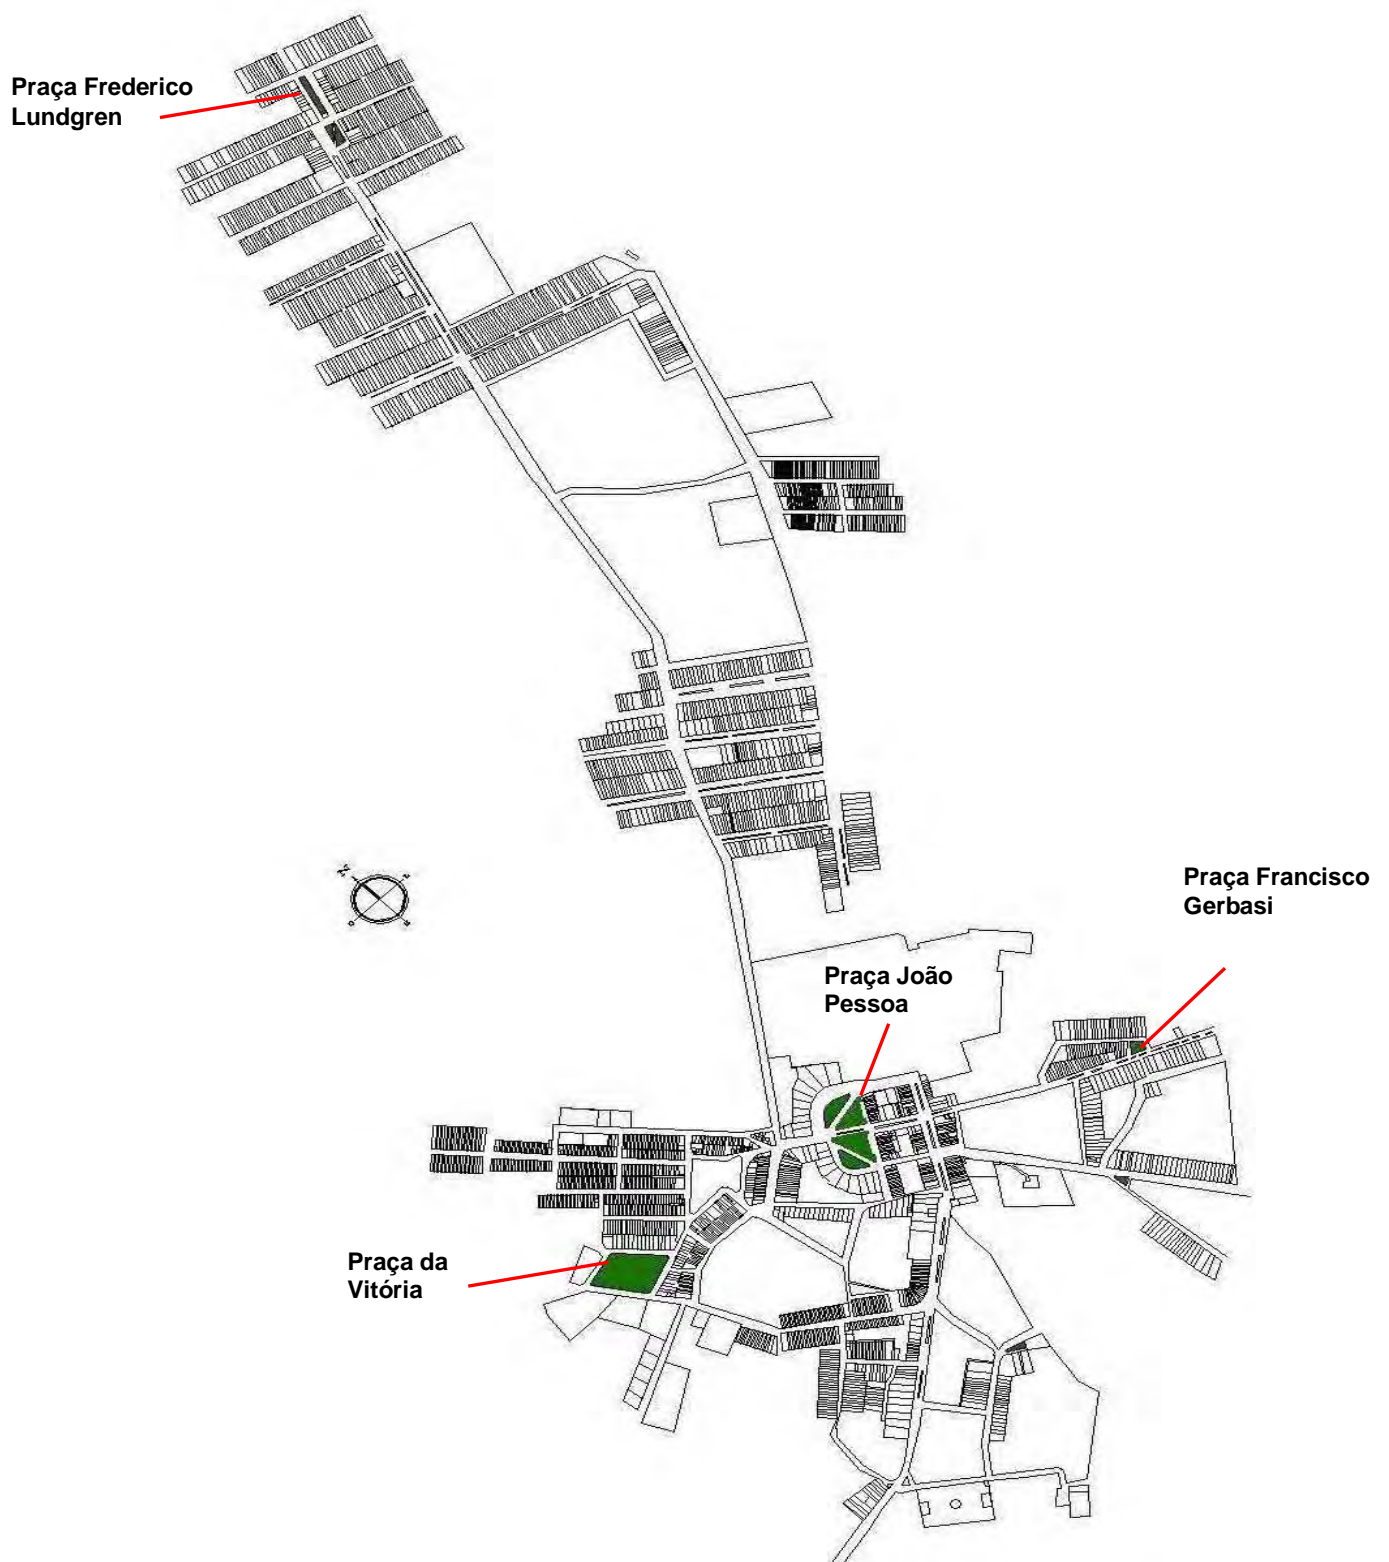 Praça Frederico
Lundgren
Praça Francisco
Gerbasi
Praça João
Pessoa
Praça da
Vitória